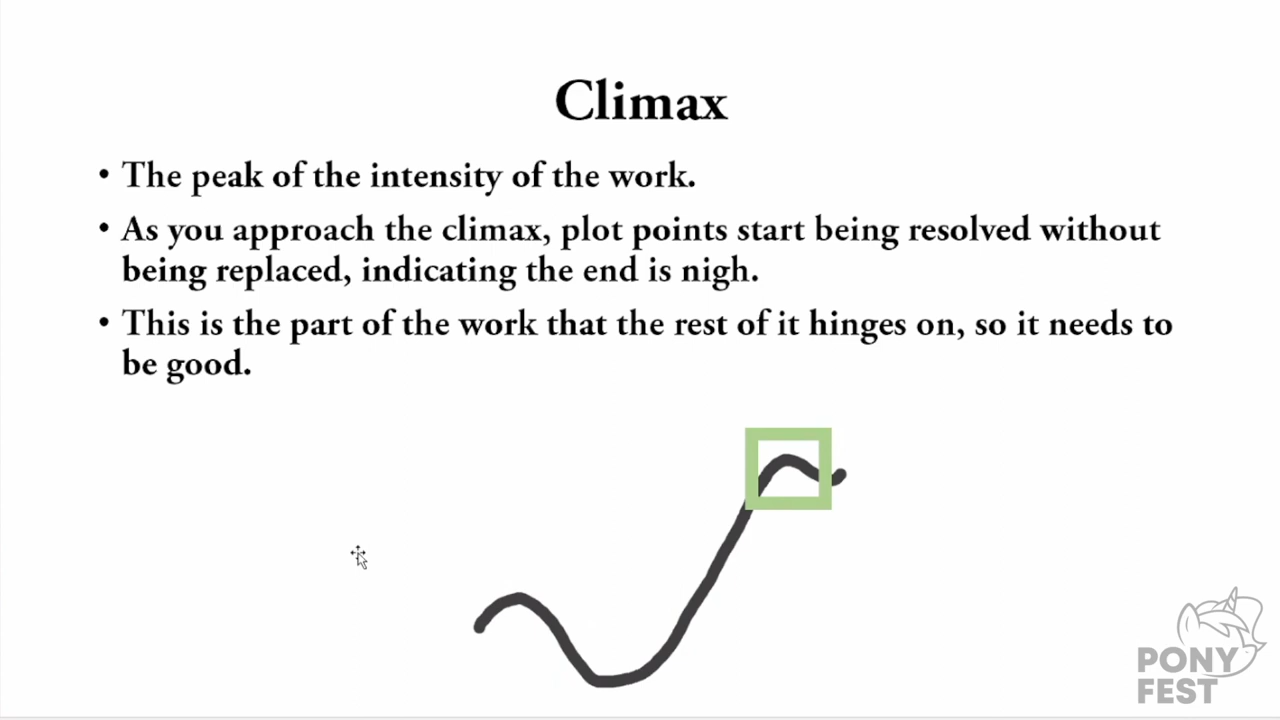 Climax
• The peak of the intensity of the work.
• As you approach the climax, plot points start being resolved without
being replaced, indicating the end is nigh.
• This is the part of the work that the rest of it hinges on, so it needs to
be good.
PONY
FEST